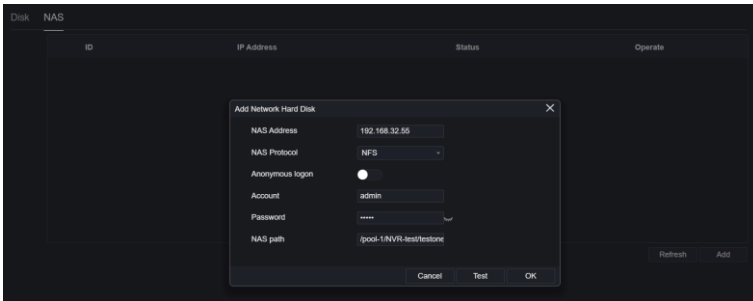 Disk NAS
ID IP Address Status Operate
Add Network Hard Disk
NAS Address 192.168.32.55
NAS Protocol NFS
Anonymous logon
Account admin
Password •••••
NAS path /pool-1/NVR-test/testone
Refresh Add
Cancel Test OK